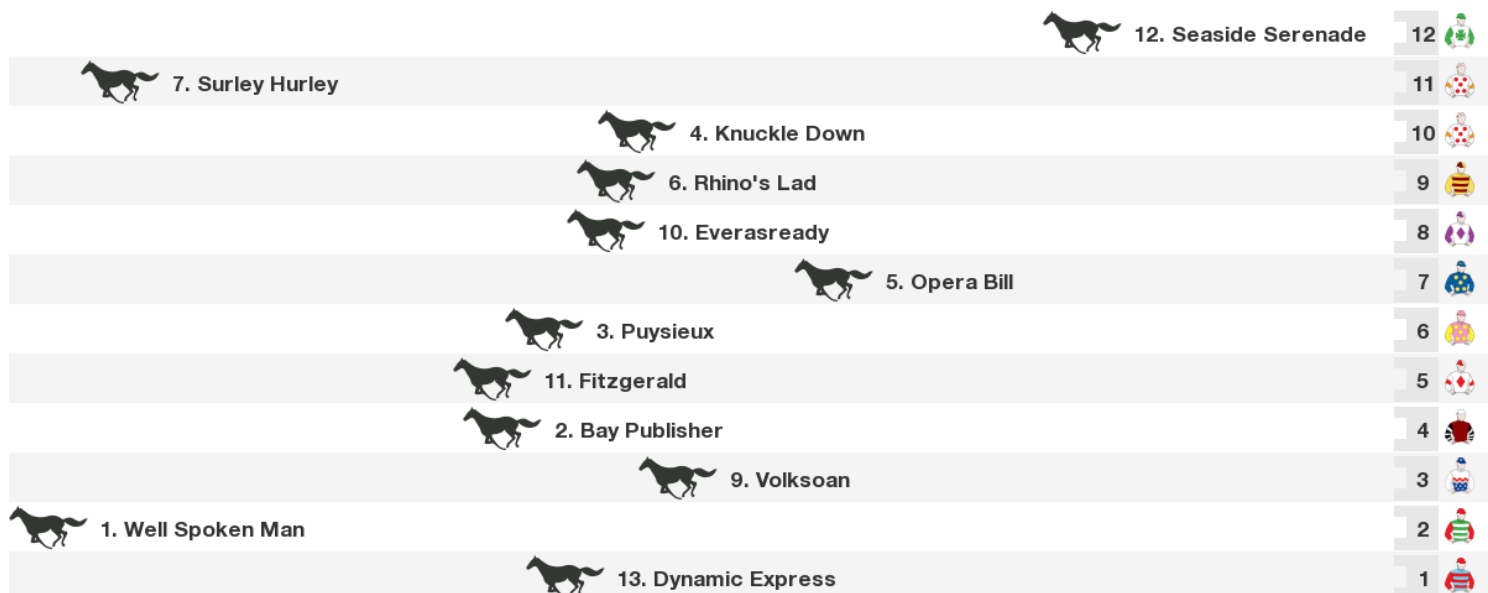 12. Seaside Serenade 12
7. Surley Hurley 11
4. Knuckle Down 10
6. Rhino's Lad 9
10. Everasready 8
5. Opera Bill 7
3. Puysieux 6
11. Fitzgerald 5
2. Bay Publisher 4
9. Volksoan 3
1. Well Spoken Man 2
13. Dynamic Express 1